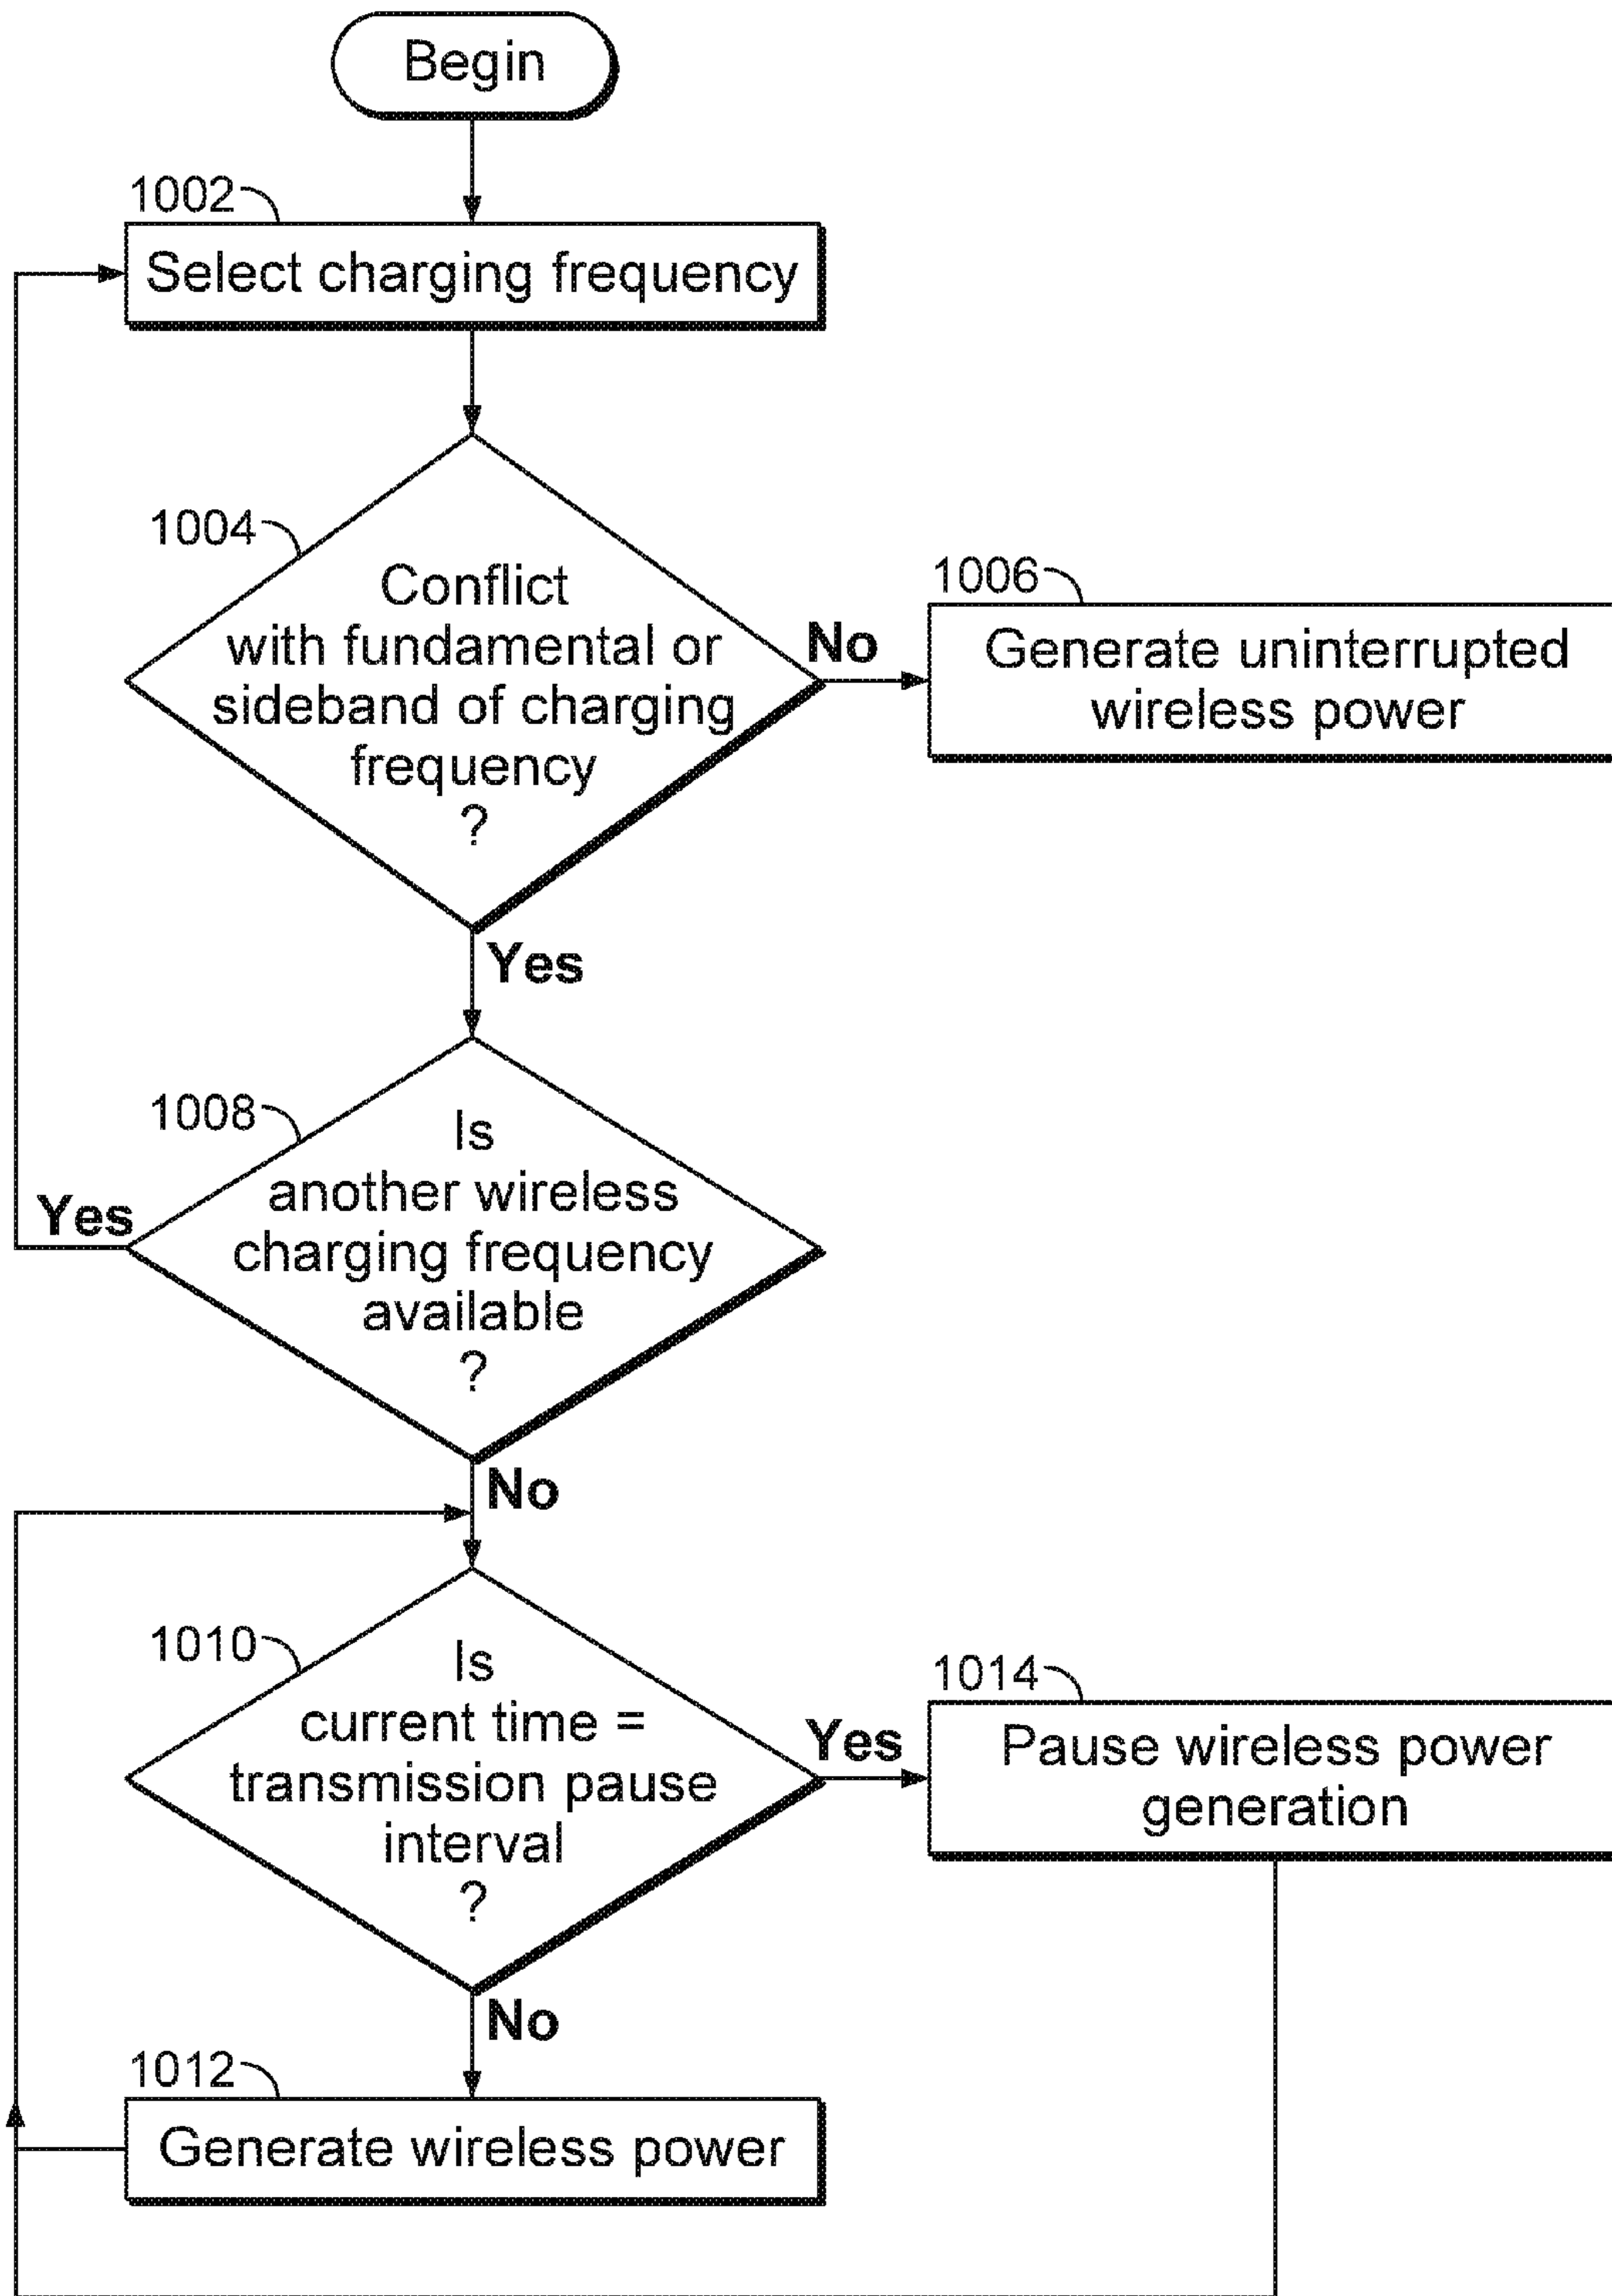 Begin
1002
Select charging frequency
1004
Conflict
with fundamental or
sideband of charging
frequency
?
No
1006
Generate uninterrupted
wireless power
Yes
1008
Is
another wireless
charging frequency
available
?
Yes
No
1010
Is
current time =
transmission pause
interval
?
Yes
1014
Pause wireless power
generation
No
1012
Generate wireless power